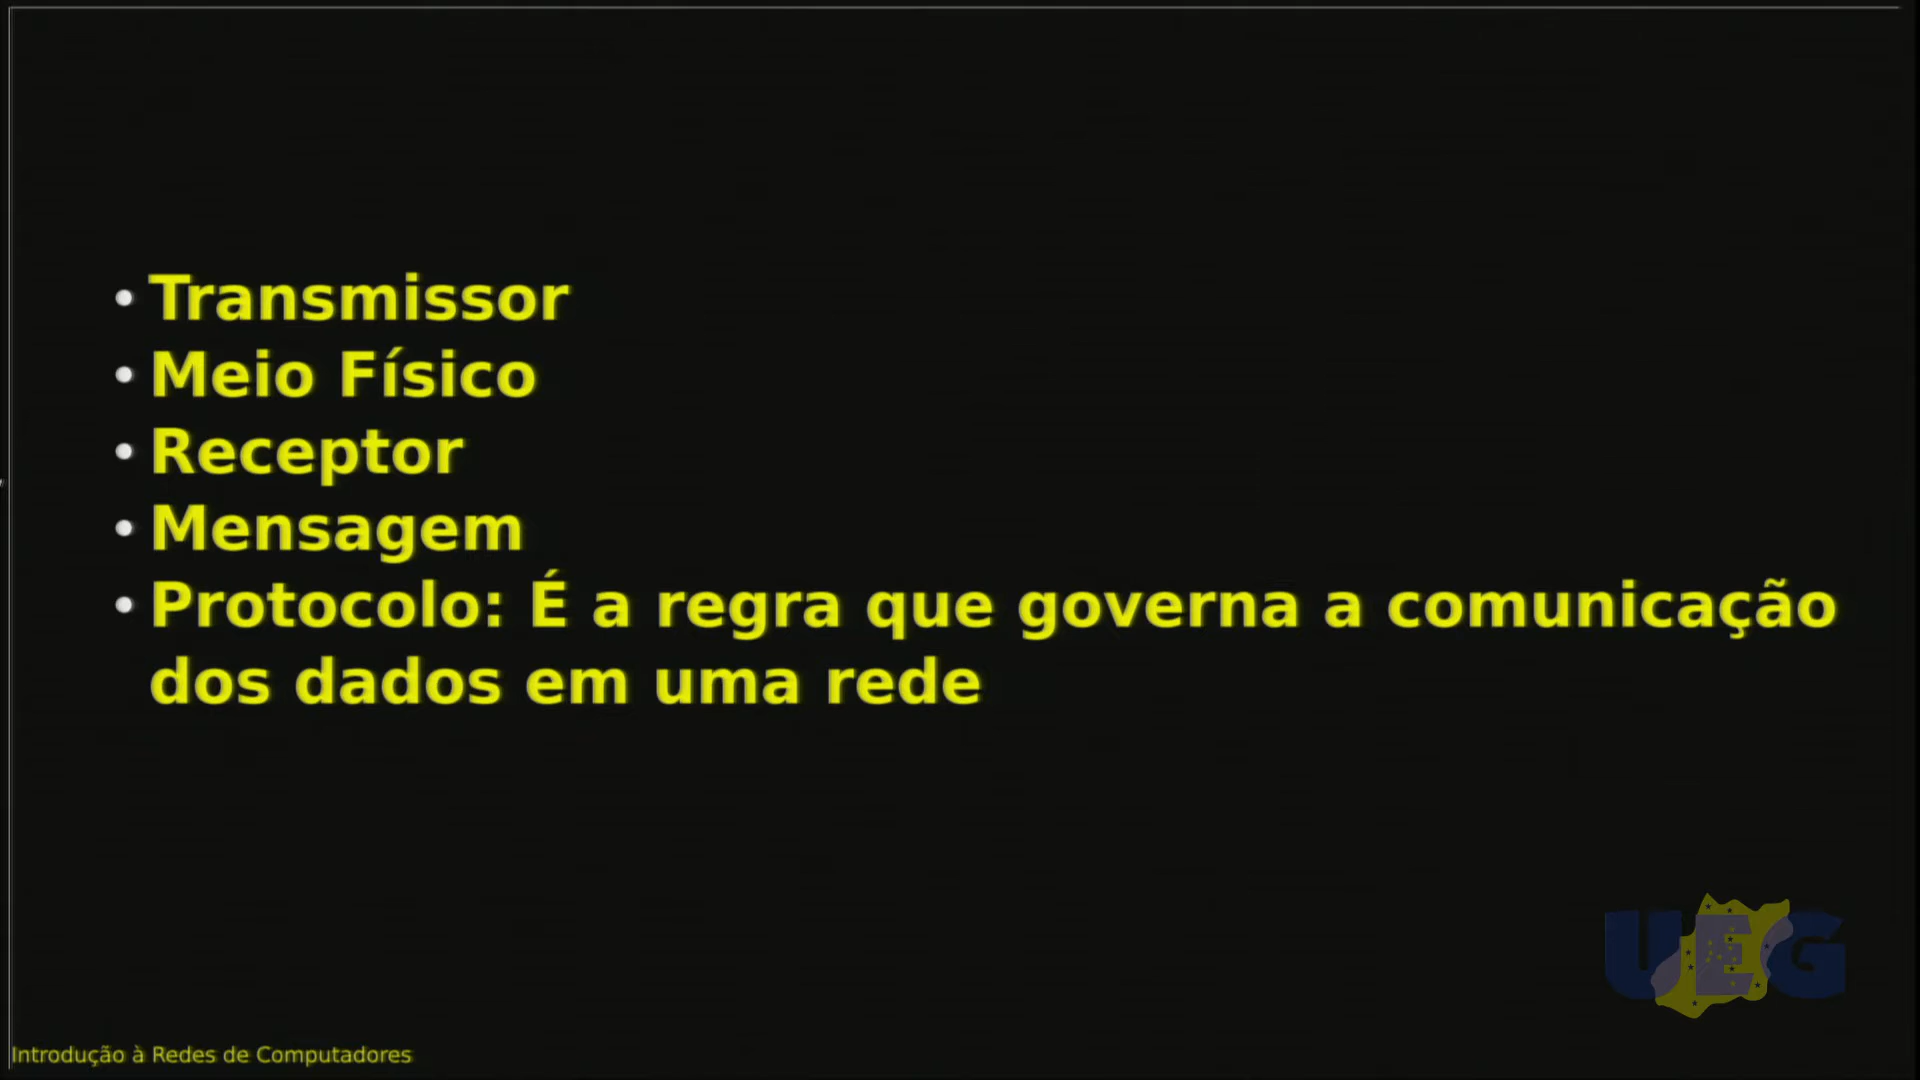 • Transmissor
• Meio Físico
• Receptor
• Mensagem
• Protocolo: É a regra que governa a comunicação
dos dados em uma rede
UEG
Introdução à Redes de Computadores